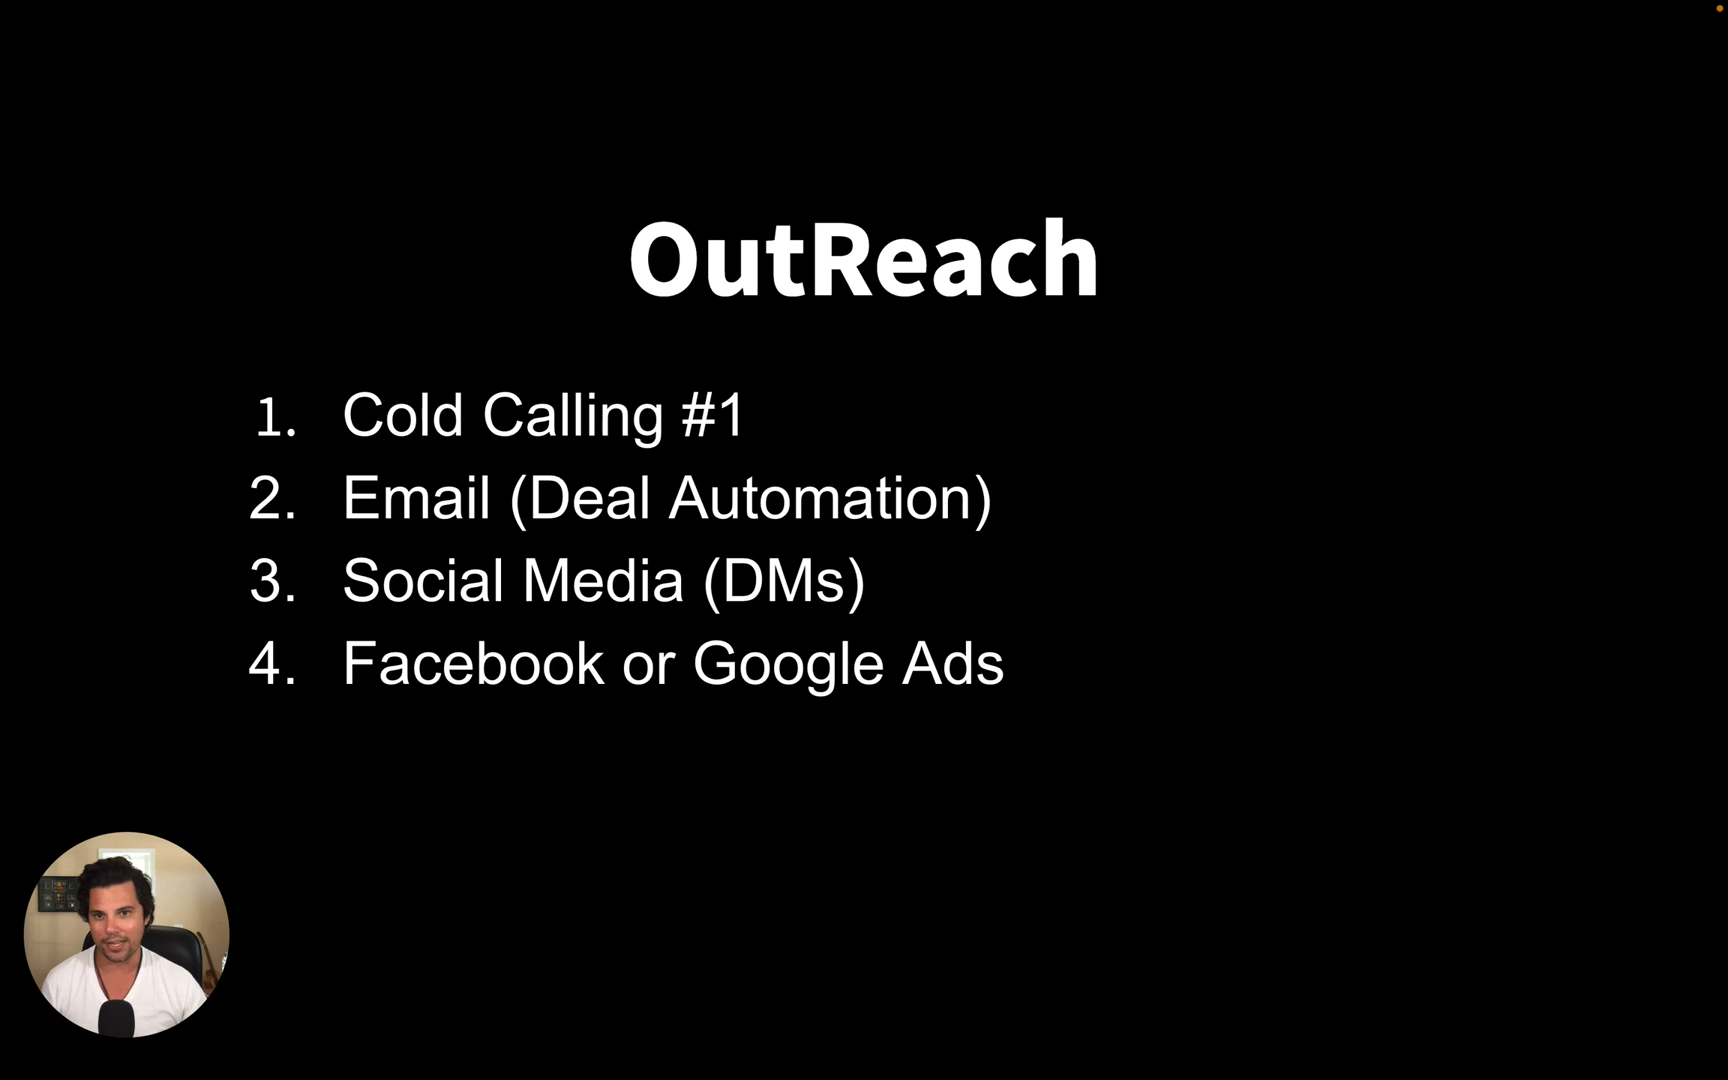 OutReach
1. Cold Calling #1
2. Email (Deal Automation)
3. Social Media (DMs)
4. Facebook or Google Ads